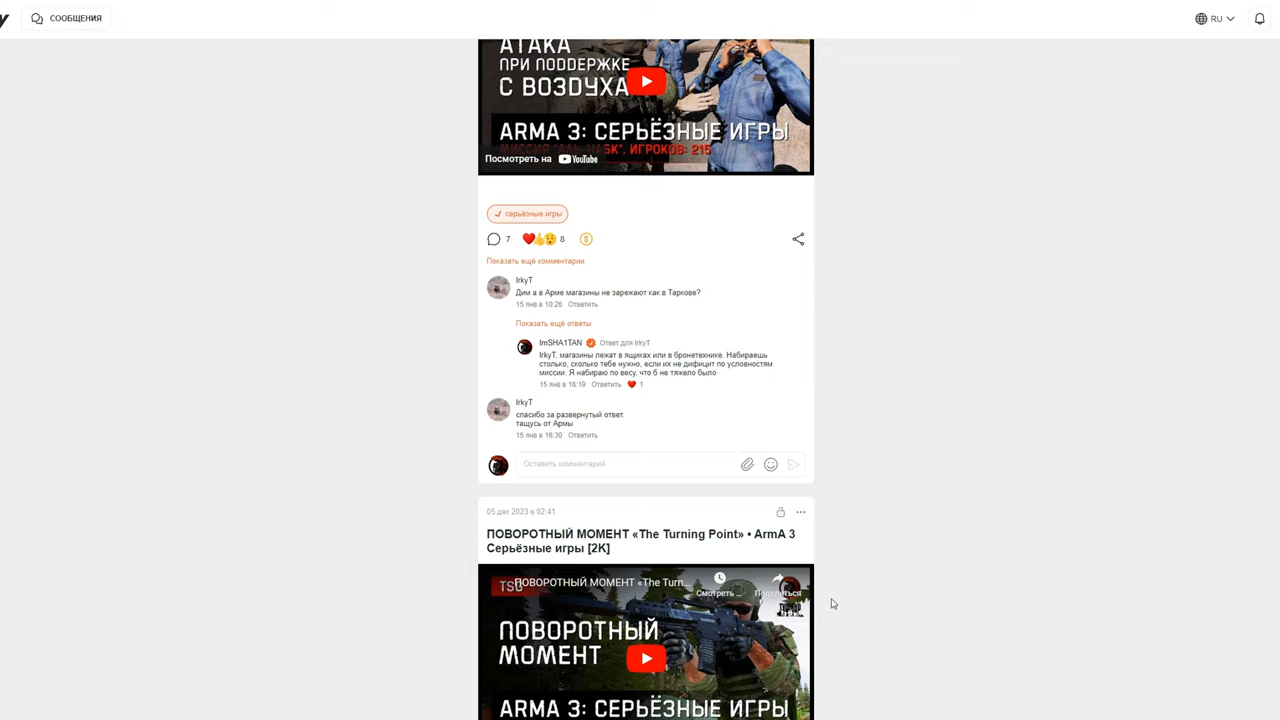 СООБЩЕНИЯ
RU
АТАКА
ПРИ ПОДДЕРЖКЕ
С ВОЗДУХА
ARMA 3: СЕРЬЁЗНЫЕ ИГРЫ
ИГРОКОВ: 215
Посмотреть на YouTube
серьёзные игры
7
8
Показать ещё комментарии
IrkyT
Дим а в Арме магазины не зарежают как в Таркове?
15 янв в 10:26 Ответить
Показать ещё ответы
ImSHA1TAN Ответ для IrkyT
IrkyT, магазины лежат в ящиках или в бронетехнике. Набираешь
столько, сколько тебе нужно, если их не дифицит по условностям
миссии. Я набираю по весу, что б не тяжело было
15 янв в 16:19 Ответить 1
IrkyT
спасибо за развернутый ответ.
тащусь от Армы
15 янв в 16:30 Ответить
Оставить комментарий
05 дек 2023 в 02:41
ПОВОРОТНЫЙ МОМЕНТ «The Turning Point» • ArmA 3
Серьёзные игры [2K]
TSG
ПОВОРОТНЫЙ МОМЕНТ «The Turn...
Смотреть ...
Поделиться
ПОВОРОТНЫЙ
МОМЕНТ
ARMA 3: СЕРЬЁЗНЫЕ ИГРЫ